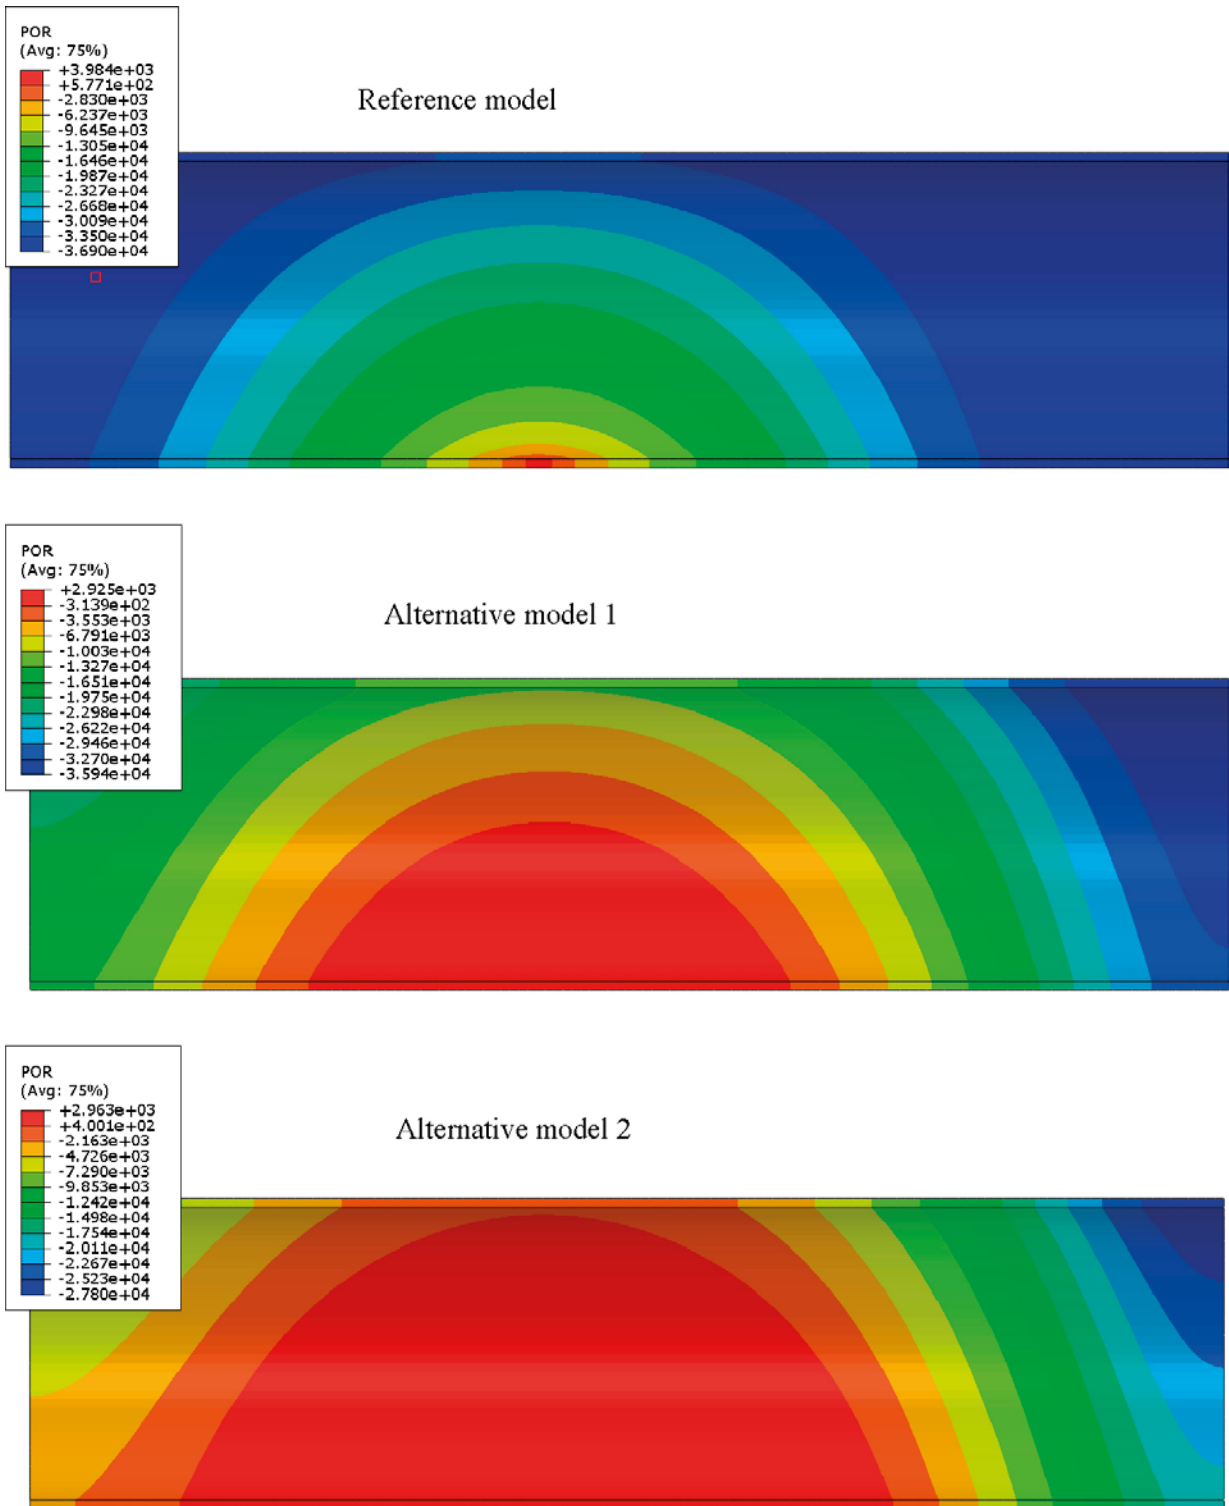 POR
(Avg: 75%)
+3.984e+03
+5.771e+02
-2.830e+03
-6.237e+03
-9.645e+03
-1.305e+04
-1.646e+04
-1.987e+04
-2.327e+04
-2.668e+04
-3.009e+04
-3.350e+04
-3.690e+04
Reference model
POR
(Avg: 75%)
+2.925e+03
-3.139e+02
-3.553e+03
-6.791e+03
-1.003e+04
-1.327e+04
-1.651e+04
-1.975e+04
-2.298e+04
-2.622e+04
-2.946e+04
-3.270e+04
-3.594e+04
Alternative model 1
POR
(Avg: 75%)
+2.963e+03
+4.001e+02
-2.163e+03
-4.726e+03
-7.290e+03
-9.853e+03
-1.242e+04
-1.498e+04
-1.754e+04
-2.011e+04
-2.267e+04
-2.523e+04
-2.780e+04
Alternative model 2